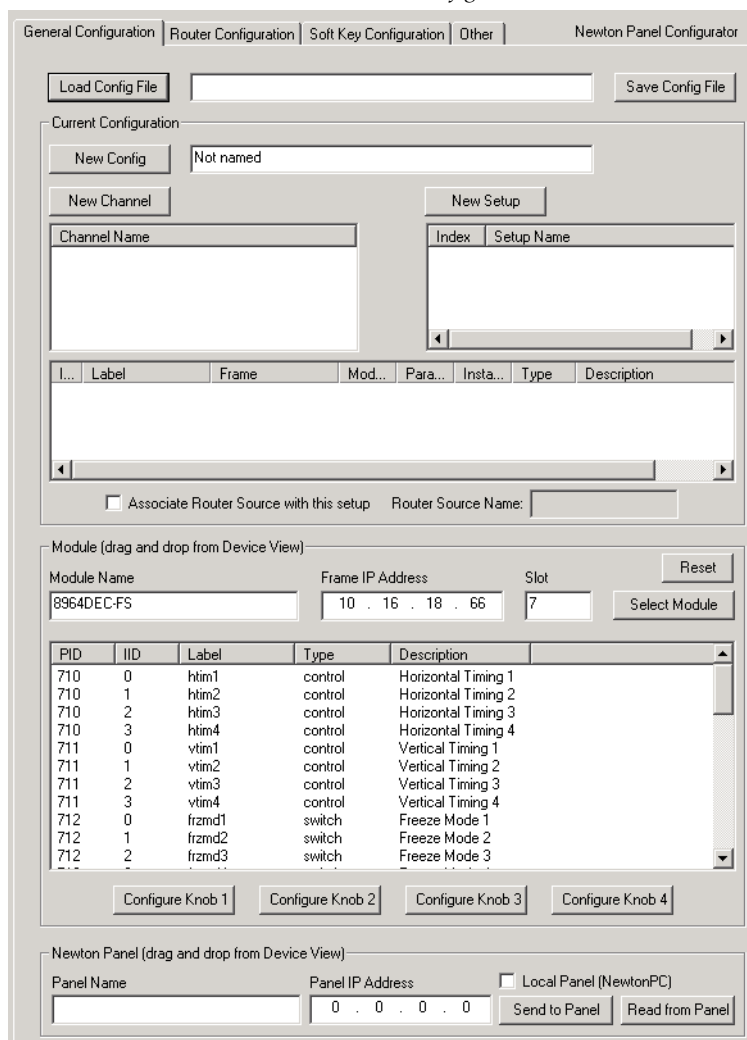 General Configuration Router Configuration Soft Key Configuration Other Newton Panel Configurator
Load Config File Save Config File
Current Configuration
New Config Not named
New Channel New Setup
Channel Name Index Setup Name
I... Label Frame Mod... Para... Insta... Type Description
Associate Router Source with this setup Router Source Name:
Module (drag and drop from Device View)
Reset
Module Name Frame IP Address Slot
8964DEC-FS 10 . 16 . 18 . 66 7 Select Module
PID IID Label Type Description
710 0 htim1 control Horizontal Timing 1
710 1 htim2 control Horizontal Timing 2
710 2 htim3 control Horizontal Timing 3
710 3 htim4 control Horizontal Timing 4
711 0 vtim1 control Vertical Timing 1
711 1 vtim2 control Vertical Timing 2
711 2 vtim3 control Vertical Timing 3
711 3 vtim4 control Vertical Timing 4
712 0 frzmd1 switch Freeze Mode 1
712 1 frzmd2 switch Freeze Mode 2
712 2 frzmd3 switch Freeze Mode 3
Configure Knob 1 Configure Knob 2 Configure Knob 3 Configure Knob 4
Newton Panel (drag and drop from Device View)
Panel Name Panel IP Address Local Panel (NewtonPC)
0 . 0 . 0 . 0 Send to Panel Read from Panel